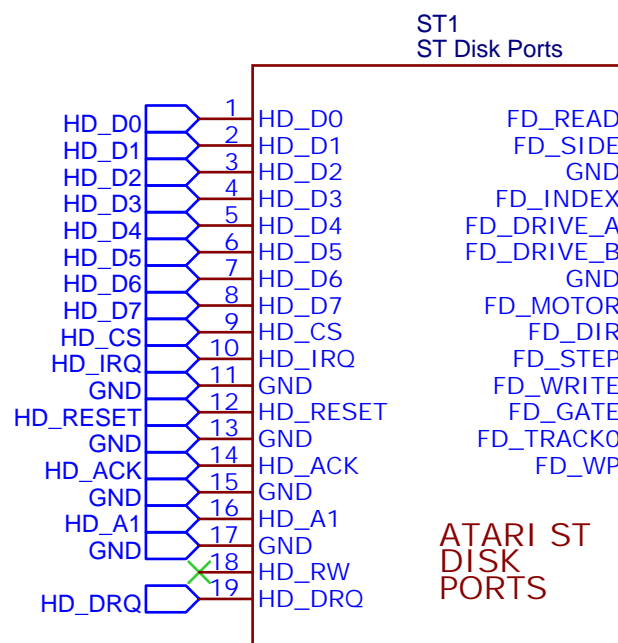 ST1
ST Disk Ports
HD_D0 1 HD_D0 FD_READ
HD_D1 2 HD_D1 FD_SIDE
HD_D2 3 HD_D2 GND
HD_D3 4 HD_D3 FD_INDEX
HD_D4 5 HD_D4 FD_DRIVE_A
HD_D5 6 HD_D5 FD_DRIVE_B
HD_D6 7 HD_D6 GND
HD_D7 8 HD_D7 FD_MOTOR
HD_CS 9 HD_CS FD_DIR
HD_IRQ 10 HD_IRQ FD_STEP
GND 11 GND FD_WRITE
HD_RESET 12 HD_RESET FD_GATE
GND 13 GND FD_TRACK0
HD_ACK 14 HD_ACK FD_WP
GND 15 GND
HD_A1 16 HD_A1
GND 17 GND
18 HD_RW
HD_DRQ 19 HD_DRQ
ATARI ST
DISK
PORTS